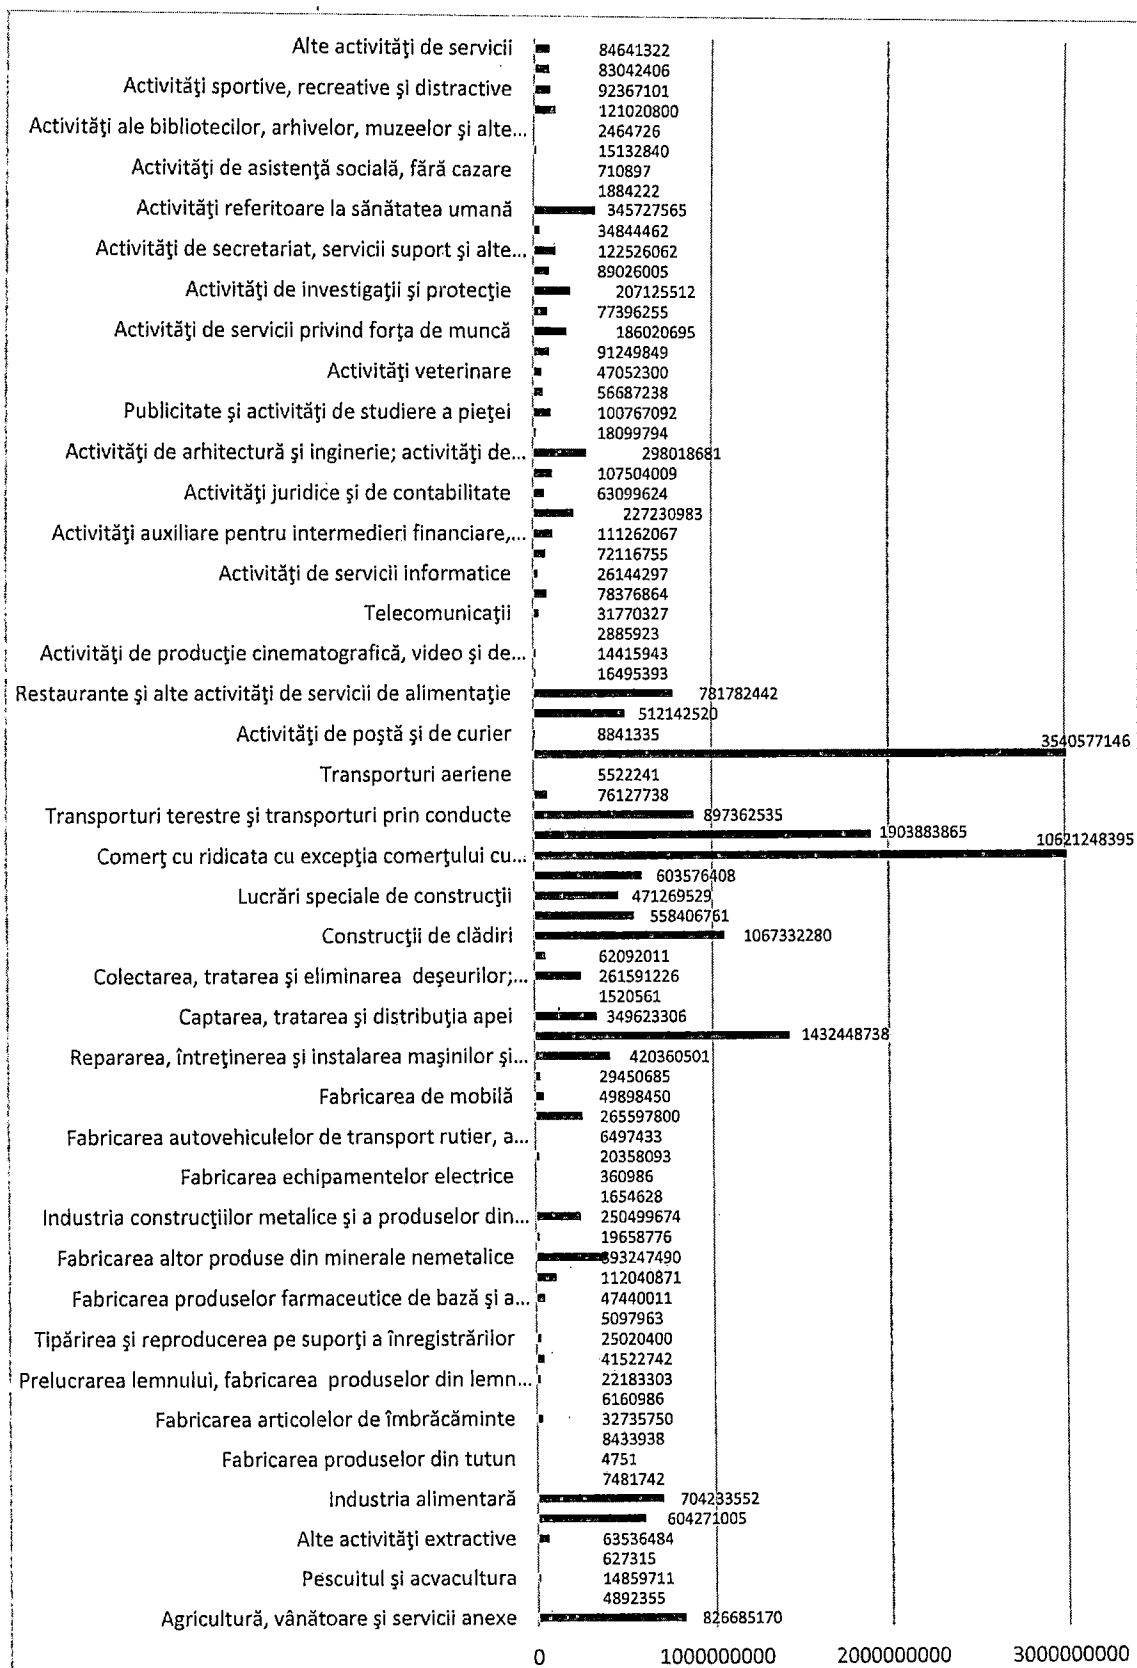 Alte activităţi de servicii 84641322
83042406
Activităţi sportive, recreative şi distractive 92367101
121020800
Activităţi ale bibliotecilor, arhivelor, muzeelor şi alte... 2464726
15132840
Activităţi de asistenţă socială, fără cazare 710897
1884222
Activităţi referitoare la sănătatea umană 345727565
34844462
Activităţi de secretariat, servicii suport şi alte... 122526062
89026005
Activităţi de investigaţii şi protecţie 207125512
77396255
Activităţi de servicii privind forţa de muncă 186020695
91249849
Activităţi veterinare 47052300
56687238
Publicitate şi activităţi de studiere a pieţei 100767092
18099794
Activităţi de arhitectură şi inginerie; activităţi de... 298018681
107504009
Activităţi juridice şi de contabilitate 63099624
227230983
Activităţi auxiliare pentru intermedieri financiare,... 111262067
72116755
Activităţi de servicii informatice 26144297
78376864
Telecomunicaţii 31770327
2885923
Activităţi de producţie cinematografică, video şi de... 14415943
16495393
Restaurante şi alte activităţi de servicii de alimentaţie 781782442
512142520
Activităţi de poştă şi de curier 8841335
3540577146
Transporturi aeriene 5522241
76127738
Transporturi terestre şi transporturi prin conducte 897362535
1903883865
Comerţ cu ridicata cu excepţia comerţului cu... 10621248395
603576408
Lucrări speciale de construcţii 471269529
558406761
Construcţii de clădiri 1067332280
62092011
Colectarea, tratarea şi eliminarea deşeurilor;... 261591226
1520561
Captarea, tratarea şi distribuţia apei 349623306
1432448738
Repararea, întreţinerea şi instalarea maşinilor şi... 420360501
29450685
Fabricarea de mobilă 49898450
265597800
Fabricarea autovehiculelor de transport rutier, a... 6497433
20358093
Fabricarea echipamentelor electrice 360986
1654628
Industria construcţiilor metalice şi a produselor din... 250499674
19658776
Fabricarea altor produse din minerale nemetalice 393247490
112040871
Fabricarea produselor farmaceutice de bază şi a... 47440011
5097963
Tipărirea şi reproducerea pe suporţi a înregistrărilor 25020400
41522742
Prelucrarea lemnului, fabricarea produselor din lemn... 22183303
6160986
Fabricarea articolelor de îmbrăcăminte 32735750
8433938
Fabricarea produselor din tutun 4751
7481742
Industria alimentară 704233552
604271005
Alte activităţi extractive 63536484
627315
Pescuitul şi acvacultura 14859711
4892355
Agricultură, vânătoare şi servicii anexe 826685170
0 1000000000 2000000000 3000000000